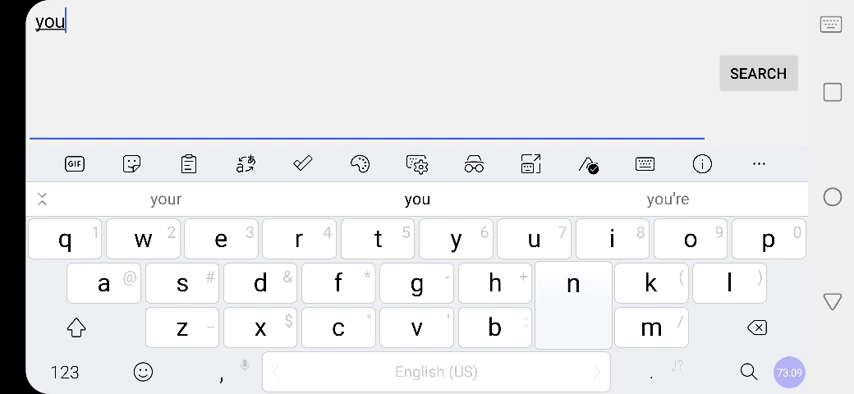 you
SEARCH
GIF
your you you're
q 1 w 2 e 3 r 4 t 5 y 6 u 7 i 8 o 9 p 0
a @ s # d & f * g - h + n k ( l )
z _ x $ c " v ' b : m /
123 , English (US) . ,!? 73:09